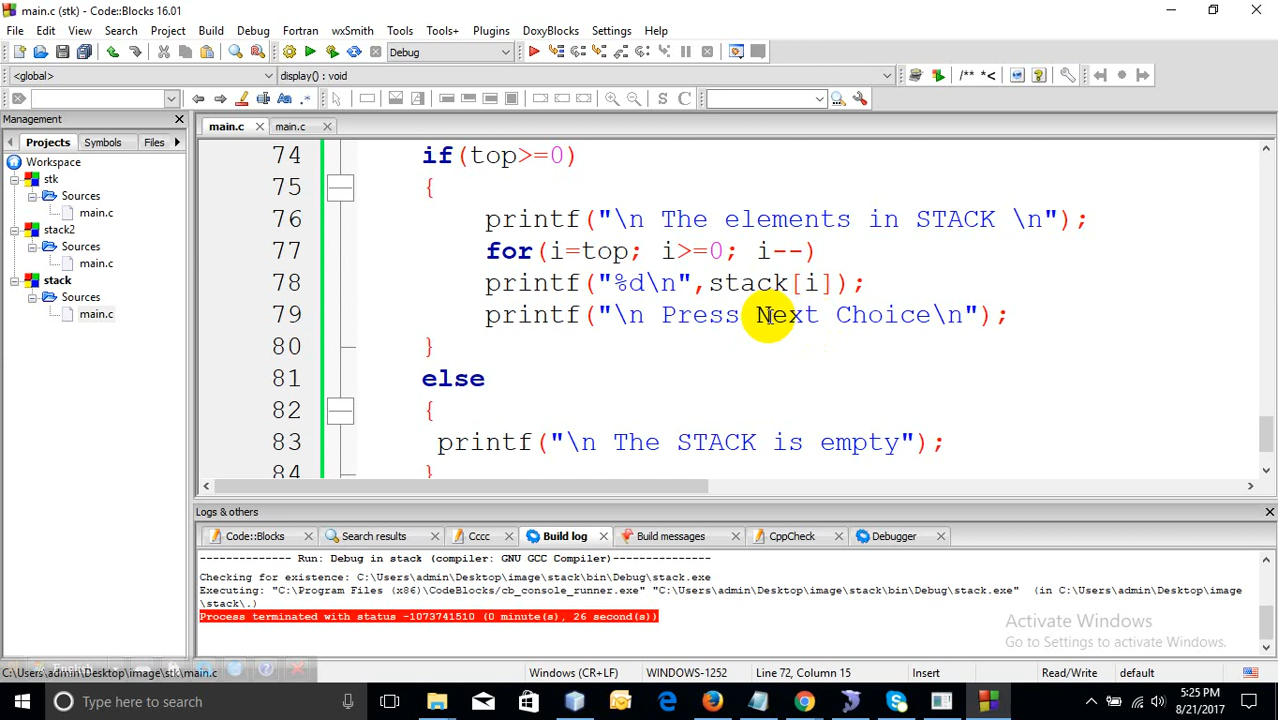 main.c (stk) - Code::Blocks 16.01
File Edit View Search Project Build Debug Fortran wxSmith Tools Tools+ Plugins DoxyBlocks Settings Help
Debug
<global>
display() : void
/** *<
S C
Management
Projects Symbols Files
Workspace
stk
Sources
main.c
stack2
Sources
main.c
stack
Sources
main.c
main.c
main.c
74 if(top>=0)
75 {
76 printf("\n The elements in STACK \n");
77 for(i=top; i>=0; i--)
78 printf("%d\n",stack[i]);
79 printf("\n Press Next Choice\n");
80 }
81 else
82 {
83 printf("\n The STACK is empty");
84 }
Logs & others
Code::Blocks Search results Cccc Build log Build messages CppCheck Debugger
-------------- Run: Debug in stack (compiler: GNU GCC Compiler)---------------
Checking for existence: C:\Users\admin\Desktop\image\stack\bin\Debug\stack.exe
Executing: "C:\Program Files (x86)\CodeBlocks/cb_console_runner.exe" "C:\Users\admin\Desktop\image\stack\bin\Debug\stack.exe" (in C:\Users\admin\Desktop\image
\stack\.)
Process terminated with status -1073741510 (0 minute(s), 26 second(s))
Activate Windows
Go to Settings to activate Windows.
C:\Users\admin\Desktop\image\stk\main.c
Windows (CR+LF) WINDOWS-1252 Line 72, Column 15 Insert Read/Write default
Type here to search
5:25 PM
8/21/2017